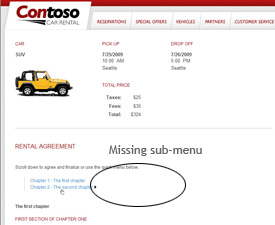 Contoso
CAR RENTAL
RESERVATIONS SPECIAL OFFERS VEHICLES PARTNERS CUSTOMER SERVICE
CAR PICK UP DROP OFF
SUV 7/25/2009 7/26/2009
10:00 AM 5:00 PM
Seattle Seattle
TOTAL PRICE
Taxes: $25
Fees: $35
Total: $324
RENTAL AGREEMENT
Missing sub-menu
Scroll down to agree and finalize or use the quick menu below.
Chapter 1 - The first chapter
Chapter 2 - The second chapter
The first chapter
FIRST SECTION OF CHAPTER ONE